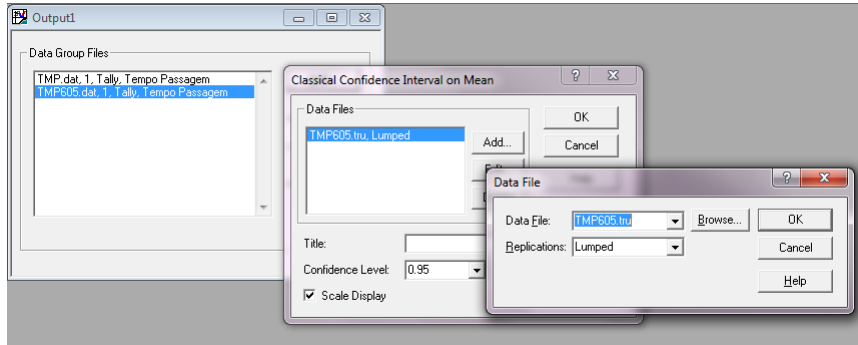 Output1
Data Group Files
TMP.dat, 1, Tally, Tempo Passagem
TMP605.dat, 1, Tally, Tempo Passagem
Classical Confidence Interval on Mean
Data Files
TMP605.tru, Lumped
Add...
OK
Cancel
Title:
Confidence Level:
0.95
Scale Display
Data File
Data File:
TMP605.tru
Browse...
OK
Replications:
Lumped
Cancel
Help